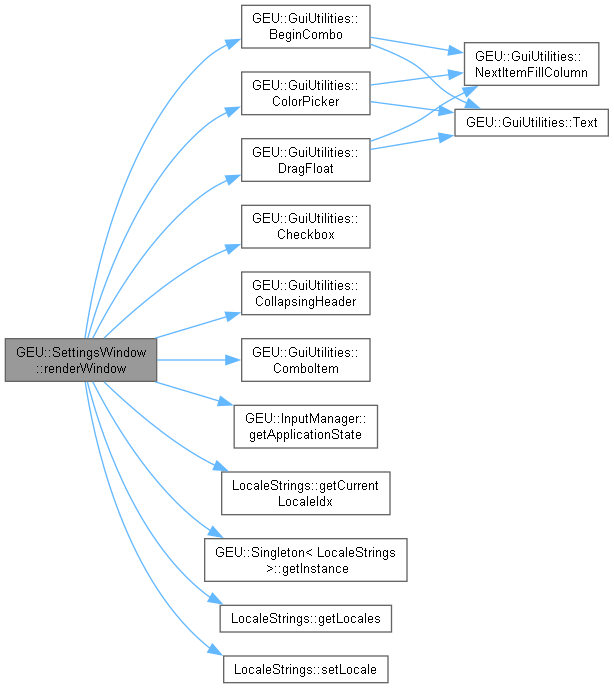 GEU::GuiUtilities::
BeginCombo
GEU::GuiUtilities::
NextItemFillColumn
GEU::GuiUtilities::
ColorPicker
GEU::GuiUtilities::Text
GEU::GuiUtilities::
DragFloat
GEU::GuiUtilities::
Checkbox
GEU::GuiUtilities::
CollapsingHeader
GEU::SettingsWindow
::renderWindow
GEU::GuiUtilities::
ComboItem
GEU::InputManager::
getApplicationState
LocaleStrings::getCurrent
LocaleIdx
GEU::Singleton< LocaleStrings
>::getInstance
LocaleStrings::getLocales
LocaleStrings::setLocale